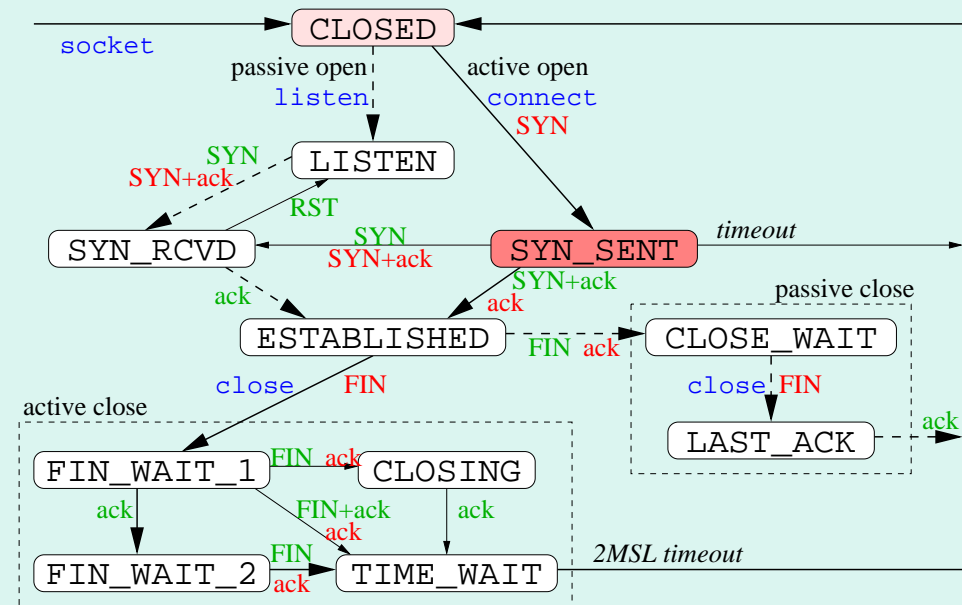 CLOSED
socket
passive open
active open
listen
connect
SYN
LISTEN
SYN
SYN+ack
RST
SYN_RCVD
SYN
SYN+ack
SYN_SENT
timeout
ack
SYN+ack
ack
passive close
ESTABLISHED
FIN ack
CLOSE_WAIT
close FIN
close FIN
active close
LAST_ACK
ack
FIN_WAIT_1
FIN ack
CLOSING
ack
FIN+ack
ack
ack
FIN_WAIT_2
FIN
ack
TIME_WAIT
2MSL timeout